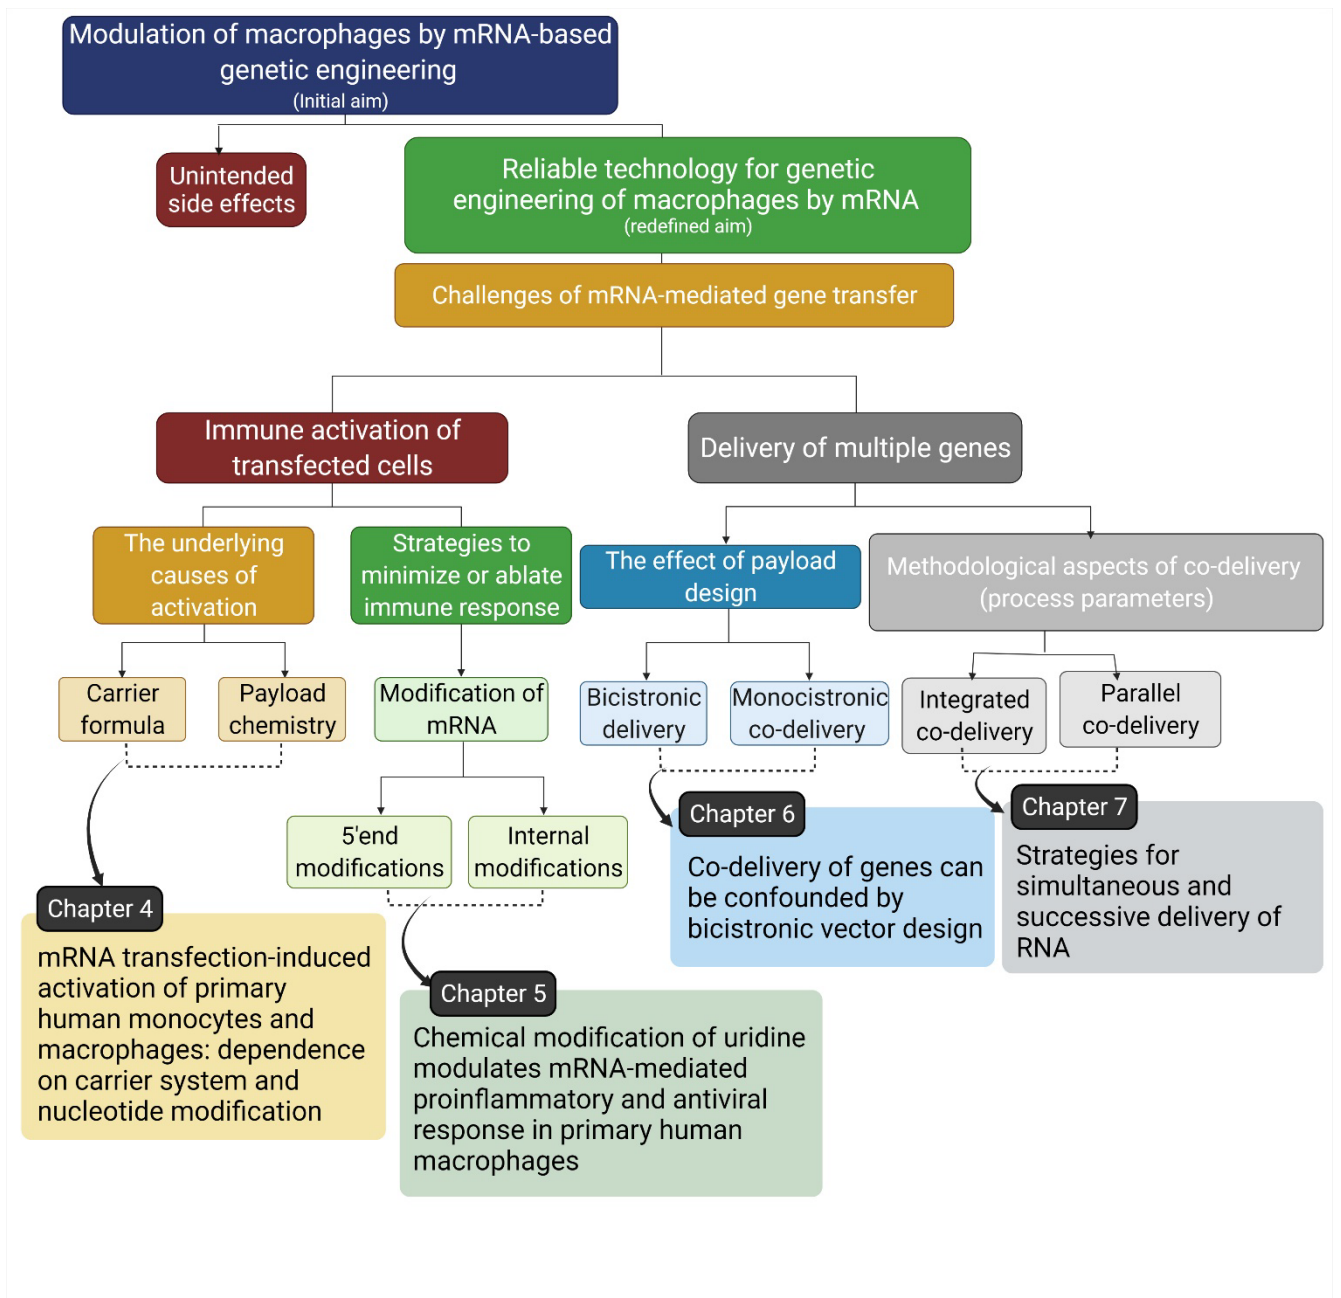 Modulation of macrophages by mRNA-based
genetic engineering
(Initial aim)
Unintended
side effects
Reliable technology for genetic
engineering of macrophages by mRNA
(redefined aim)
Challenges of mRNA-mediated gene transfer
Immune activation of
transfected cells
Delivery of multiple genes
The underlying
causes of
activation
Strategies to
minimize or ablate
immune response
The effect of payload
design
Methodological aspects of co-delivery
(process parameters)
Carrier
formula
Payload
chemistry
Modification of
mRNA
Bicistronic
delivery
Monocistronic
co-delivery
Integrated
co-delivery
Parallel
co-delivery
5'end
modifications
Internal
modifications
Chapter 4
mRNA transfection-induced
activation of primary
human monocytes and
macrophages: dependence
on carrier system and
nucleotide modification
Chapter 5
Chemical modification of uridine
modulates mRNA-mediated
proinflammatory and antiviral
response in primary human
macrophages
Chapter 6
Co-delivery of genes can
be confounded by
bicistronic vector design
Chapter 7
Strategies for
simultaneous and
successive delivery of
RNA